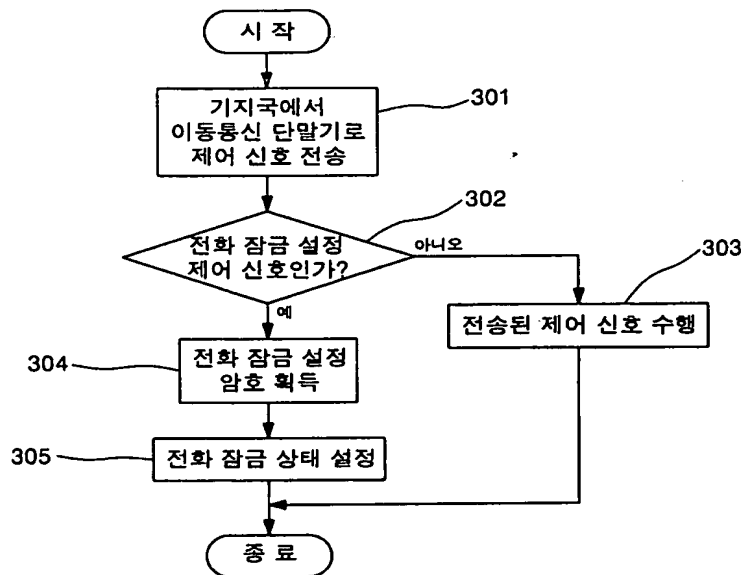 시 작
기지국에서
이동통신 단말기로
제어 신호 전송
301
302
전화 잠금 설정
제어 신호인가?
아니오
303
예
전송된 제어 신호 수행
304
전화 잠금 설정
암호 획득
305
전화 잠금 상태 설정
종 료